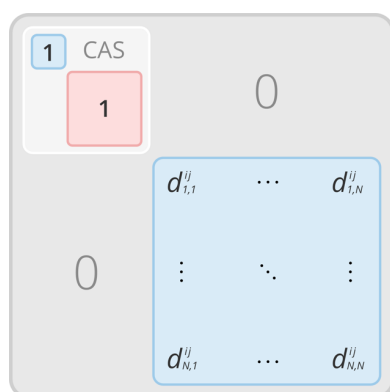 1 CAS
1
0
d^{ij}_{1,1} ⋯ d^{ij}_{1,N}
0 ⋮ ⋱ ⋮
d^{ij}_{N,1} ⋯ d^{ij}_{N,N}